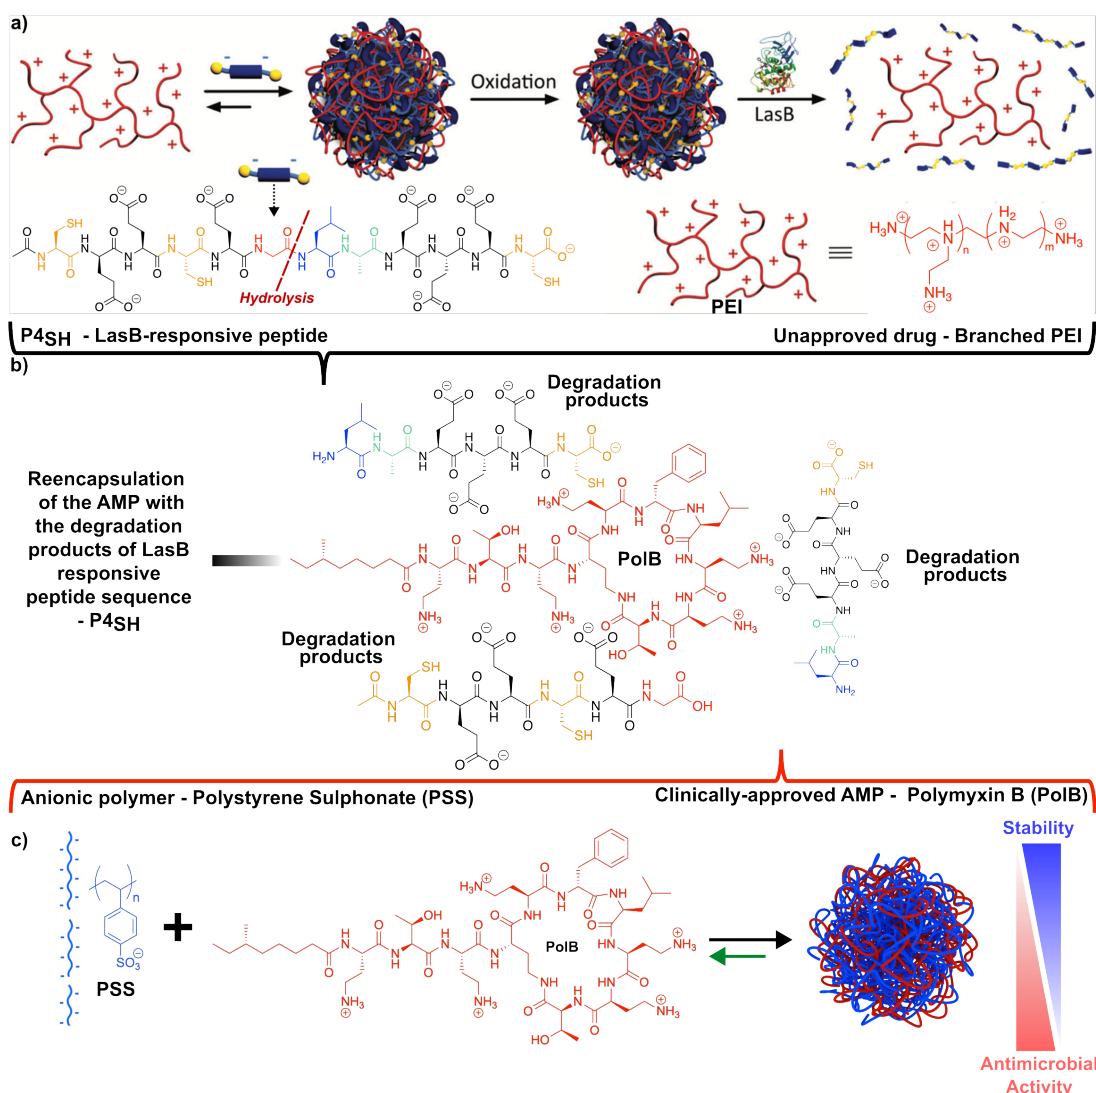 a)
Oxidation
LasB
Hydrolysis
PEI
P4SH - LasB-responsive peptide
Unapproved drug - Branched PEI
b)
Degradation
products
Reencapsulation
of the AMP with
the degradation
products of LasB
responsive
peptide sequence
- P4SH
PolB
Degradation
products
Degradation
products
Anionic polymer - Polystyrene Sulphonate (PSS)
Clinically-approved AMP - Polymyxin B (PolB)
c)
Stability
PolB
PSS
Antimicrobial
Activity